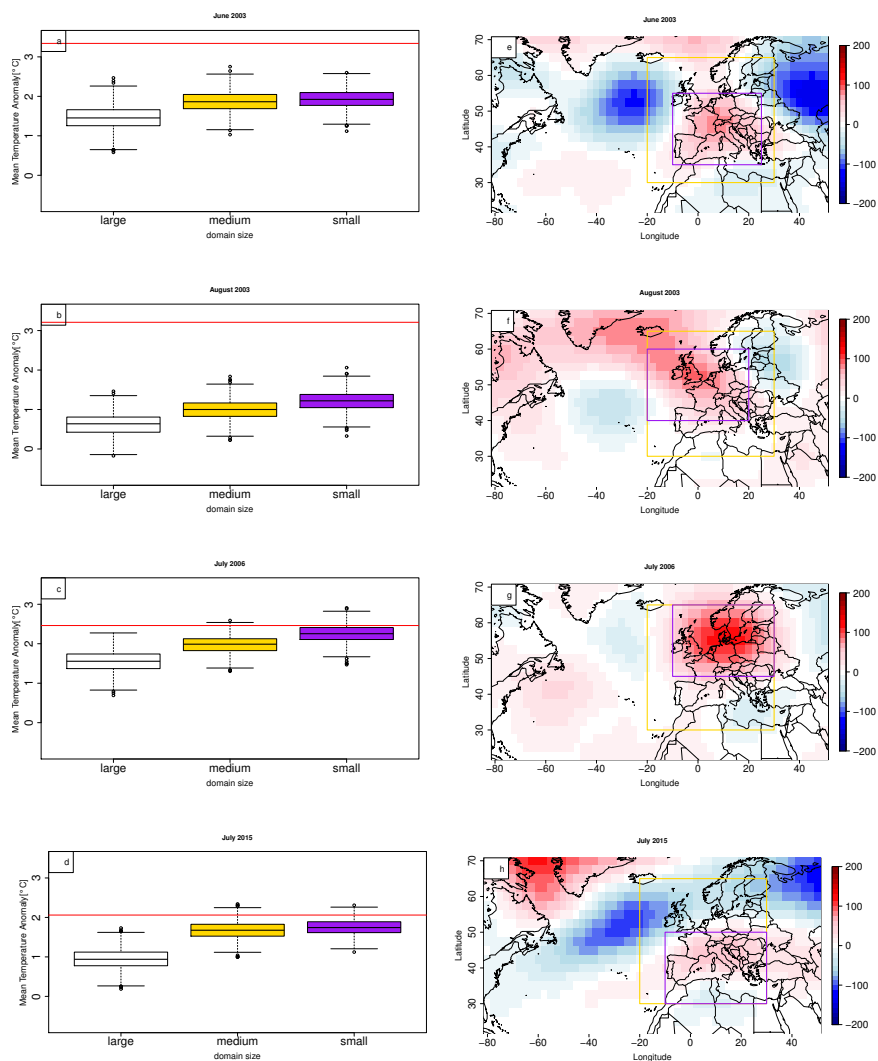 June 2003
a
Mean Temperature Anomaly[°C]
3
2
1
0
large medium small
domain size
June 2003
e
Latitude
70
60
50
40
30
−80 −60 −40 −20 0 20 40
Longitude
200
100
0
−100
−200
August 2003
b
Mean Temperature Anomaly[°C]
3
2
1
0
large medium small
domain size
August 2003
f
Latitude
70
60
50
40
30
−80 −60 −40 −20 0 20 40
Longitude
200
100
0
−100
−200
July 2006
c
Mean Temperature Anomaly[°C]
3
2
1
0
large medium small
domain size
July 2006
g
Latitude
70
60
50
40
30
−80 −60 −40 −20 0 20 40
Longitude
200
100
0
−100
−200
July 2015
d
Mean Temperature Anomaly[°C]
3
2
1
0
large medium small
domain size
July 2015
h
Latitude
70
60
50
40
30
−80 −60 −40 −20 0 20 40
Longitude
200
100
0
−100
−200